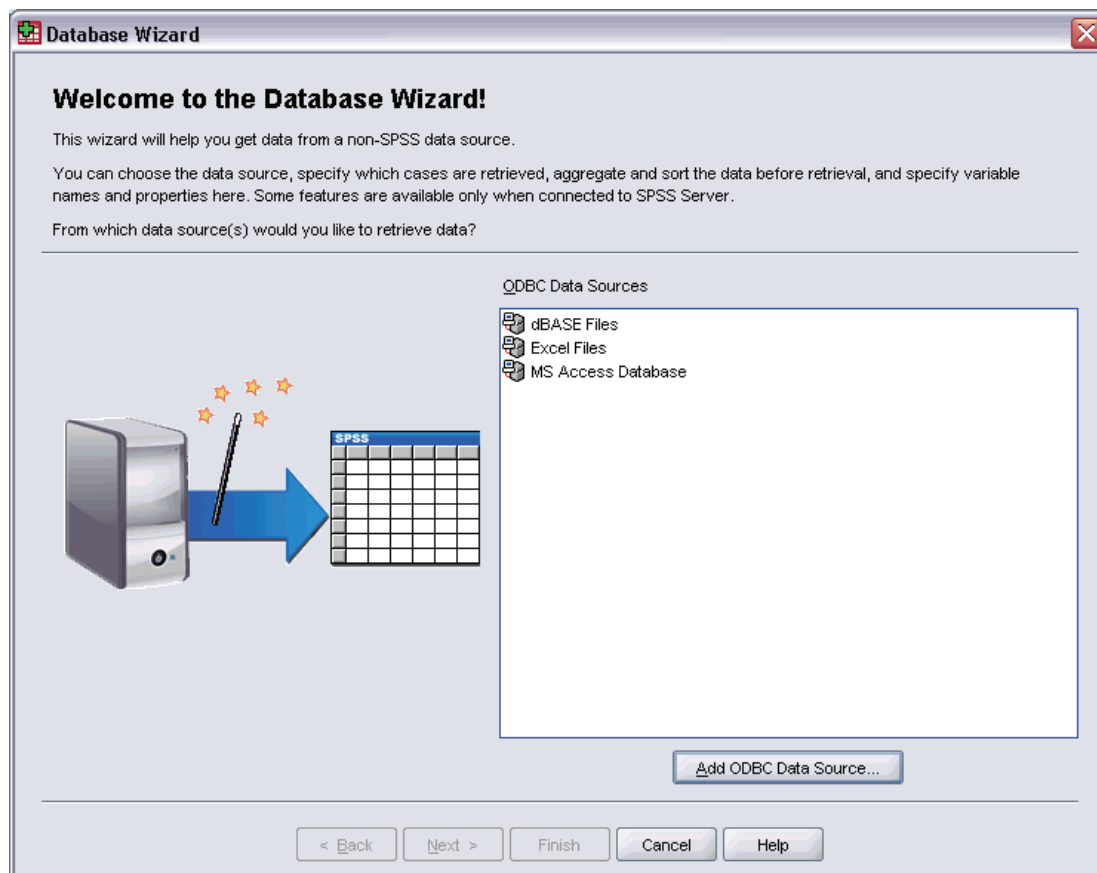 Database Wizard
Welcome to the Database Wizard!
This wizard will help you get data from a non-SPSS data source.
You can choose the data source, specify which cases are retrieved, aggregate and sort the data before retrieval, and specify variable
names and properties here. Some features are available only when connected to SPSS Server.
From which data source(s) would you like to retrieve data?
ODBC Data Sources
dBASE Files
Excel Files
MS Access Database
SPSS
Add ODBC Data Source...
< Back
Next >
Finish
Cancel
Help